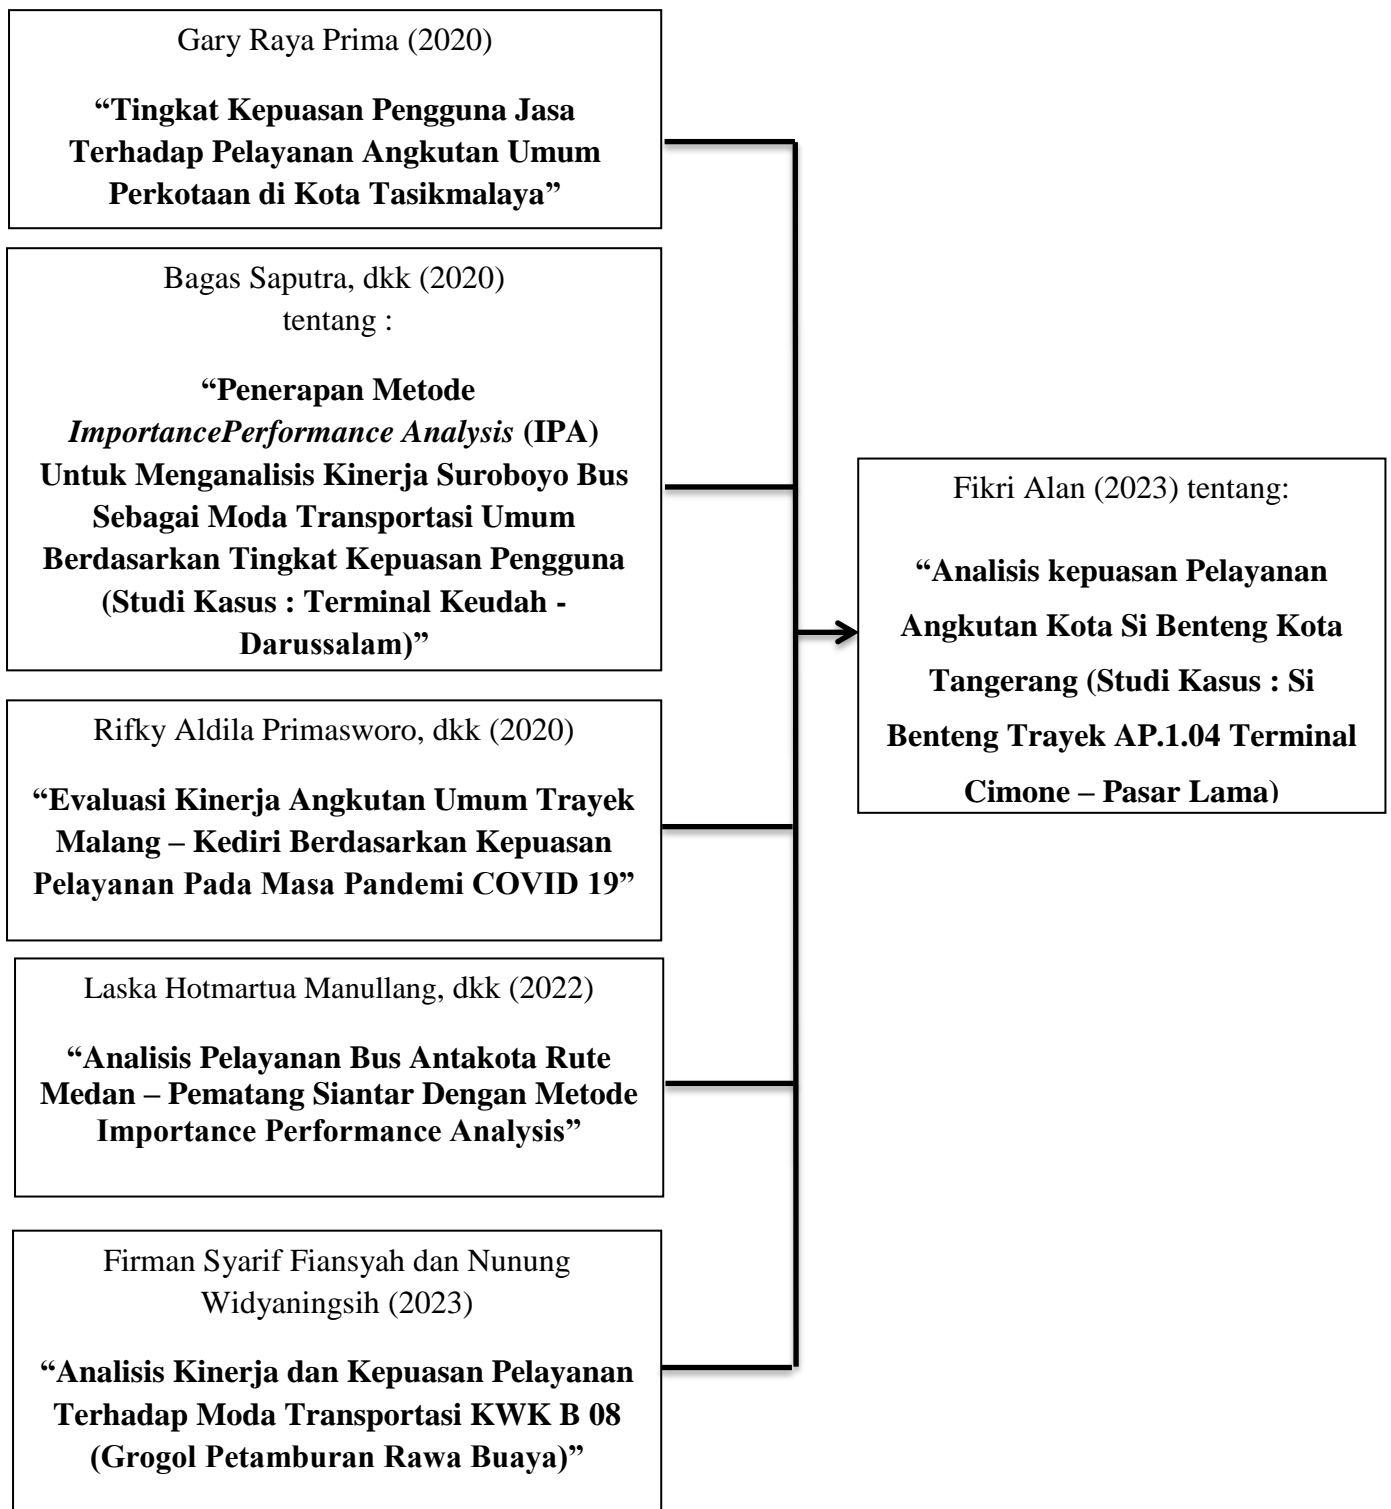 Gary Raya Prima (2020)
“Tingkat Kepuasan Pengguna Jasa
Terhadap Pelayanan Angkutan Umum
Perkotaan di Kota Tasikmalaya”
Bagas Saputra, dkk (2020)
tentang :
“Penerapan Metode
ImportancePerformance Analysis (IPA)
Untuk Menganalisis Kinerja Suroboyo Bus
Sebagai Moda Transportasi Umum
Berdasarkan Tingkat Kepuasan Pengguna
(Studi Kasus : Terminal Keudah -
Darussalam)”
Rifky Aldila Primasworo, dkk (2020)
“Evaluasi Kinerja Angkutan Umum Trayek
Malang – Kediri Berdasarkan Kepuasan
Pelayanan Pada Masa Pandemi COVID 19”
Laska Hotmartua Manullang, dkk (2022)
“Analisis Pelayanan Bus Antakota Rute
Medan – Pematang Siantar Dengan Metode
Importance Performance Analysis”
Firman Syarif Fiansyah dan Nunung
Widyaningsih (2023)
“Analisis Kinerja dan Kepuasan Pelayanan
Terhadap Moda Transportasi KWK B 08
(Grogol Petamburan Rawa Buaya)”
Fikri Alan (2023) tentang:
“Analisis kepuasan Pelayanan
Angkutan Kota Si Benteng Kota
Tangerang (Studi Kasus : Si
Benteng Trayek AP.1.04 Terminal
Cimone – Pasar Lama)